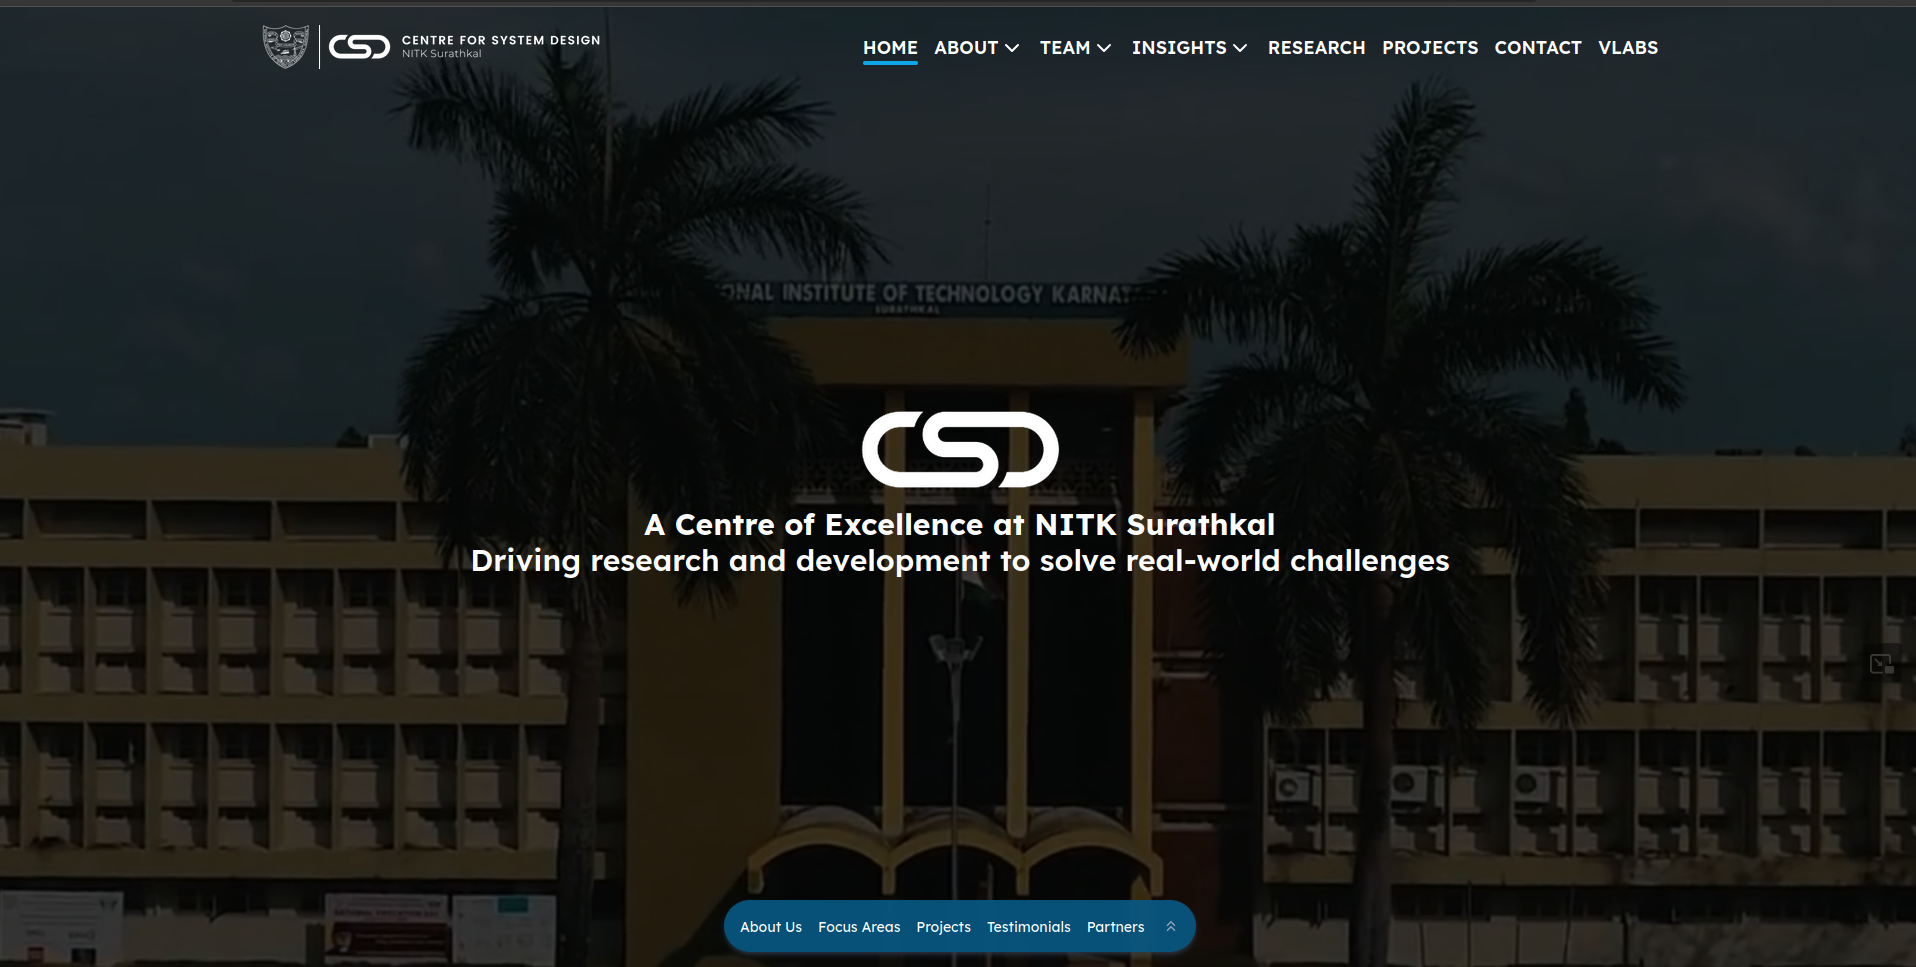 CENTRE FOR SYSTEM DESIGN
NITK Surathkal
HOME ABOUT TEAM INSIGHTS RESEARCH PROJECTS CONTACT VLABS
ONAL INSTITUTE OF TECHNOLOGY KARNAT
SURATHKAL
CSD
A Centre of Excellence at NITK Surathkal
Driving research and development to solve real-world challenges
About Us Focus Areas Projects Testimonials Partners